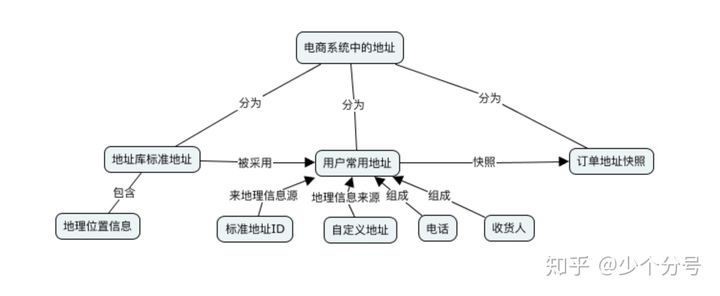 电商系统中的地址
分为
分为
分为
地址库标准地址
被采用
用户常用地址
快照
订单地址快照
包含
来地理信息源
地理信息来源
组成
组成
地理位置信息
标准地址ID
自定义地址
电话
收货人
知乎 @少个分号